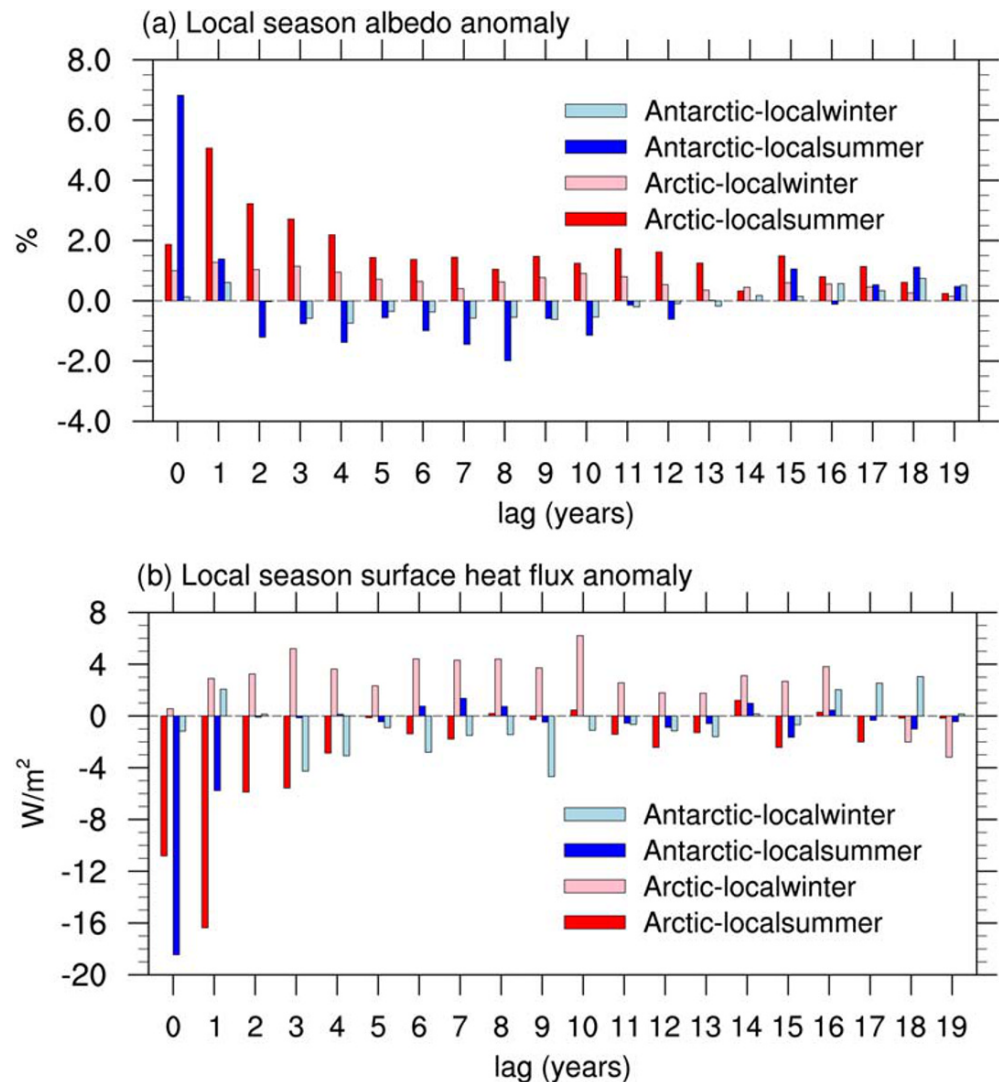 (a) Local season albedo anomaly
8.0
6.0
4.0
2.0
0.0
-2.0
-4.0
%
Antarctic-localwinter
Antarctic-localsummer
Arctic-localwinter
Arctic-localsummer
0 1 2 3 4 5 6 7 8 9 10 11 12 13 14 15 16 17 18 19
lag (years)
(b) Local season surface heat flux anomaly
8
4
0
-4
-8
-12
-16
-20
W/m²
Antarctic-localwinter
Antarctic-localsummer
Arctic-localwinter
Arctic-localsummer
0 1 2 3 4 5 6 7 8 9 10 11 12 13 14 15 16 17 18 19
lag (years)